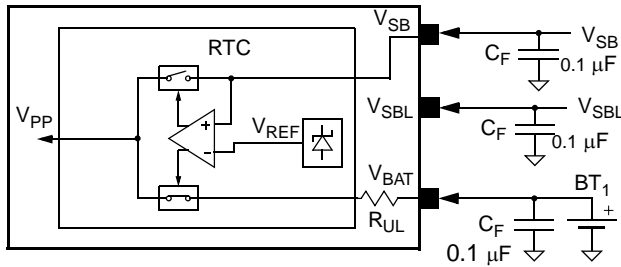 RTC
V_SB
V_SB
C_F
0.1 μF
V_PP
+
-
V_REF
V_SBL
V_SBL
C_F
0.1 μF
V_BAT
R_UL
BT_1
+
C_F
0.1 μF